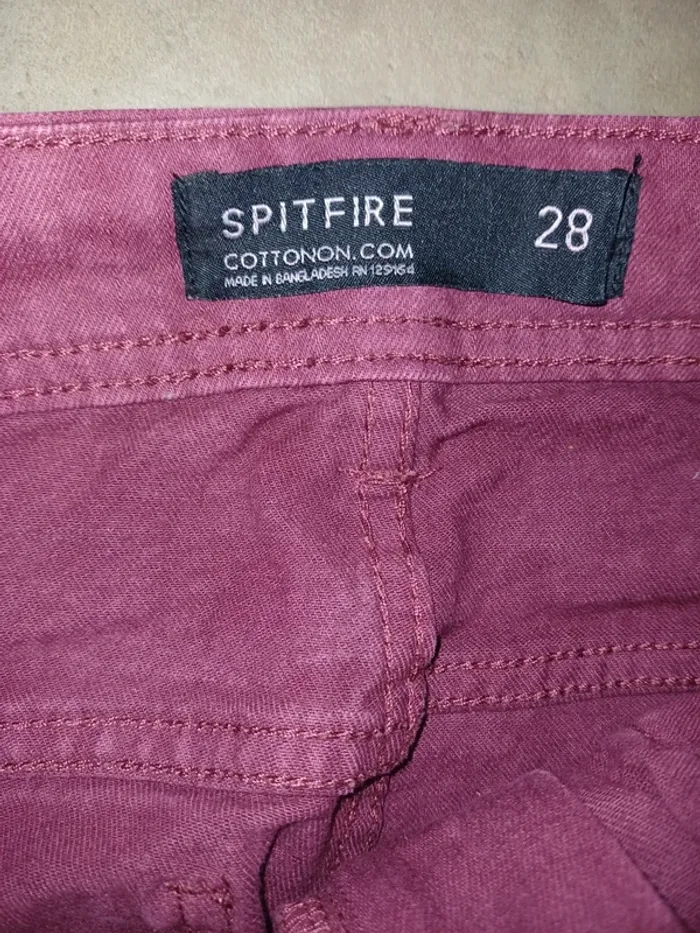 SPITFIRE
28
COTTONON.COM
MADE IN BANGLADESH RN 129164